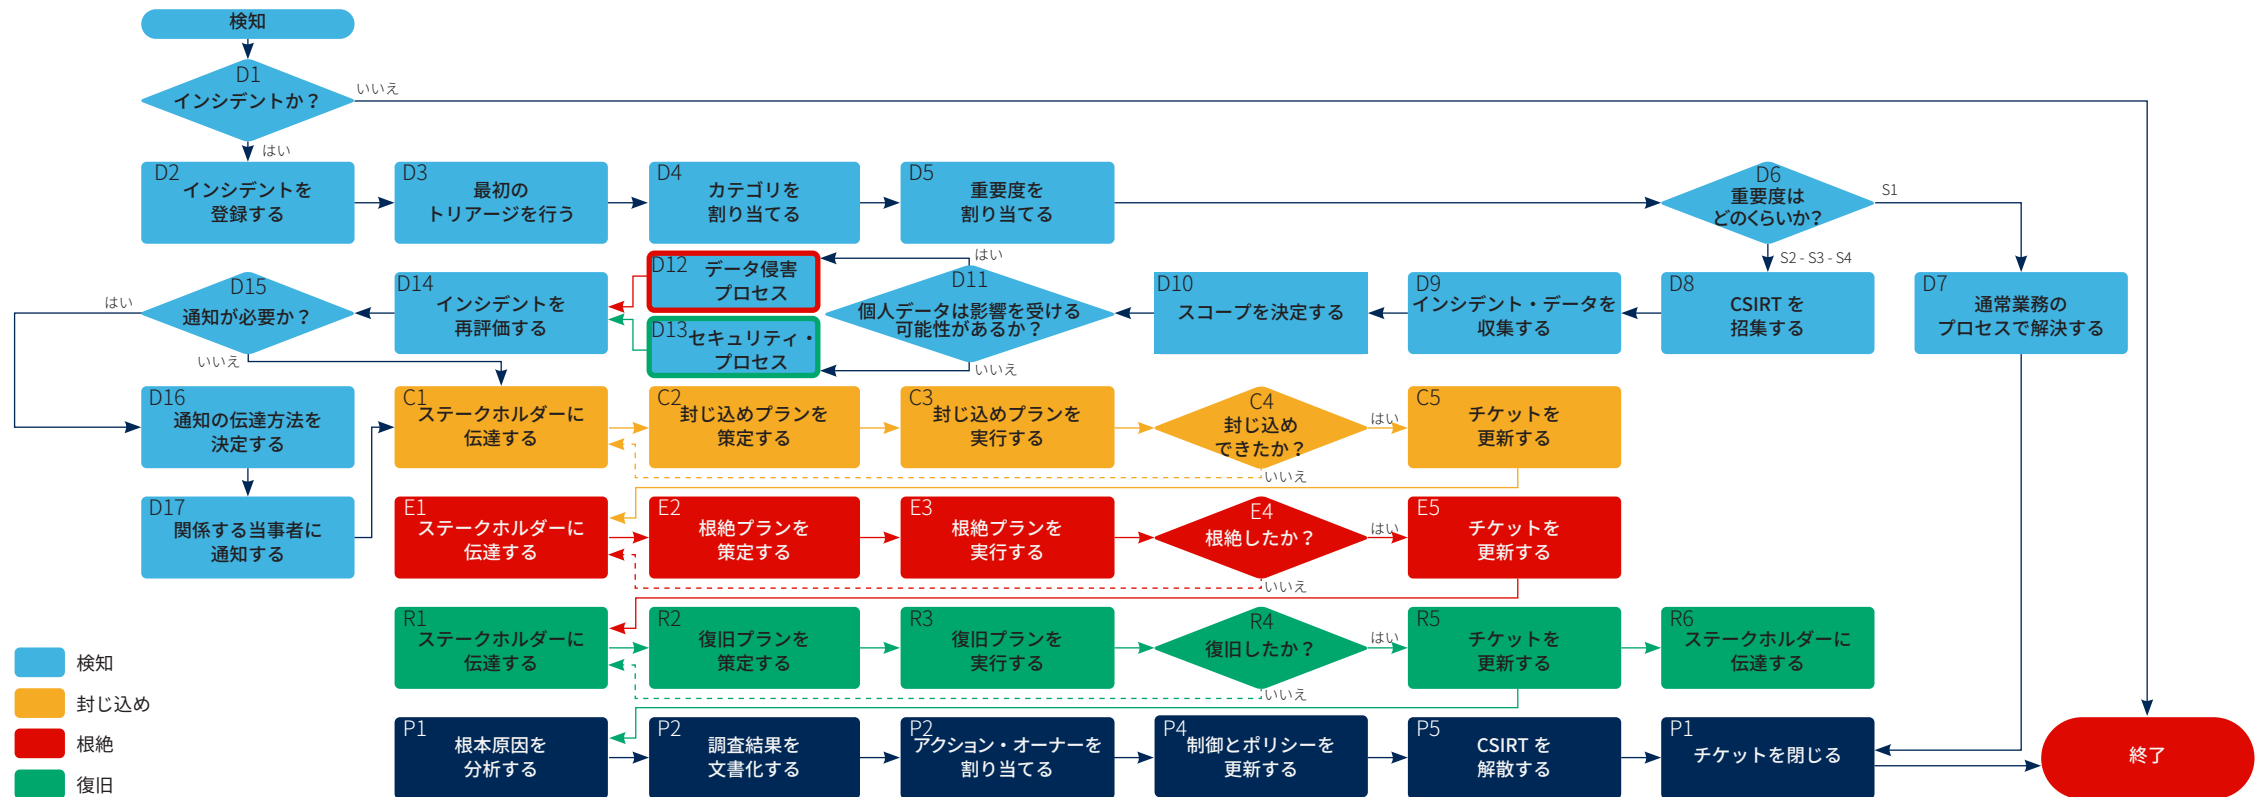 検知
D1
インシデントか？
いいえ
はい
D2
インシデントを
登録する
D3
最初の
トリアージを行う
D4
カテゴリを
割り当てる
D5
重要度を
割り当てる
D6
重要度は
どのくらいか？
S1
S2 - S3 - S4
はい
D15
通知が必要か？
いいえ
D14
インシデントを
再評価する
D12
データ侵害
プロセス
D13
セキュリティ・
プロセス
はい
D11
個人データは影響を受ける
可能性があるか？
いいえ
D10
スコープを決定する
D9
インシデント・データを
収集する
D8
CSIRT を
招集する
D7
通常業務の
プロセスで解決する
D16
通知の伝達方法を
決定する
C1
ステークホルダーに
伝達する
C2
封じ込めプランを
策定する
C3
封じ込めプランを
実行する
C4
封じ込め
できたか？
はい
いいえ
C5
チケットを
更新する
D17
関係する当事者に
通知する
E1
ステークホルダーに
伝達する
E2
根絶プランを
策定する
E3
根絶プランを
実行する
E4
根絶したか？
はい
いいえ
E5
チケットを
更新する
R1
ステークホルダーに
伝達する
R2
復旧プランを
策定する
R3
復旧プランを
実行する
R4
復旧したか？
はい
いいえ
R5
チケットを
更新する
R6
ステークホルダーに
伝達する
検知
封じ込め
根絶
復旧
P1
根本原因を
分析する
P2
調査結果を
文書化する
P2
アクション・オーナーを
割り当てる
P4
制御とポリシーを
更新する
P5
CSIRT を
解散する
P1
チケットを閉じる
終了